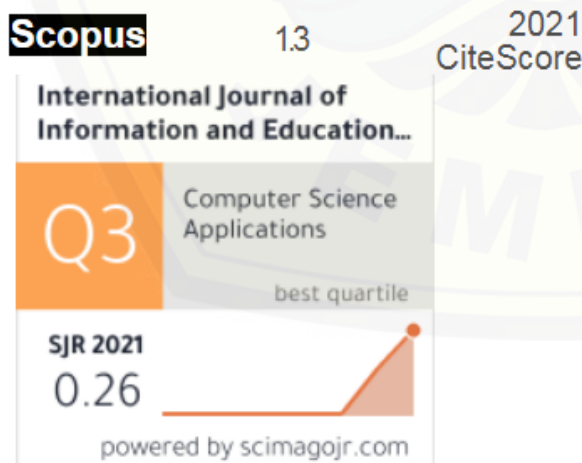 Scopus 1.3 2021
CiteScore
International Journal of
Information and Education...
Q3
Computer Science
Applications
best quartile
SJR 2021
0.26
powered by scimagojr.com